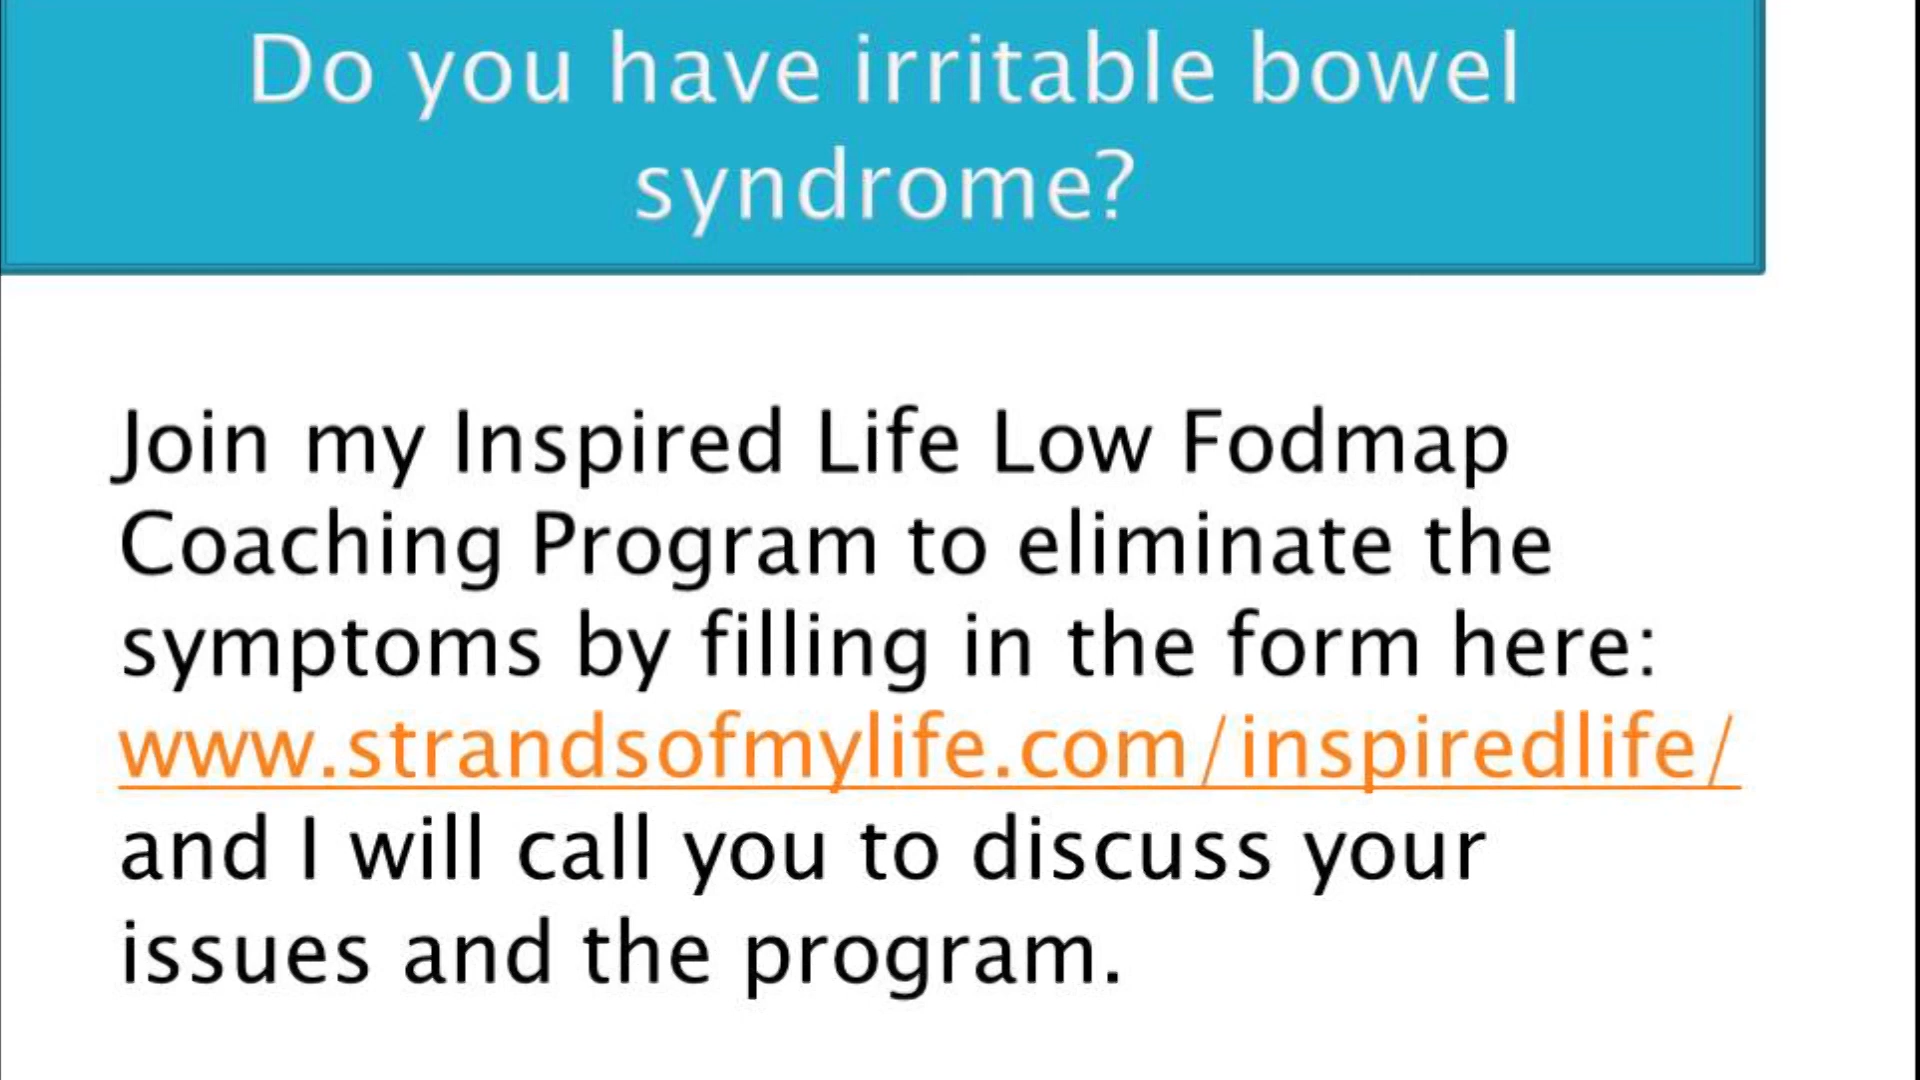 Do you have irritable bowel
syndrome?
Join my Inspired Life Low Fodmap
Coaching Program to eliminate the
symptoms by filling in the form here:
www.strandsofmylife.com/inspiredlife/
and I will call you to discuss your
issues and the program.